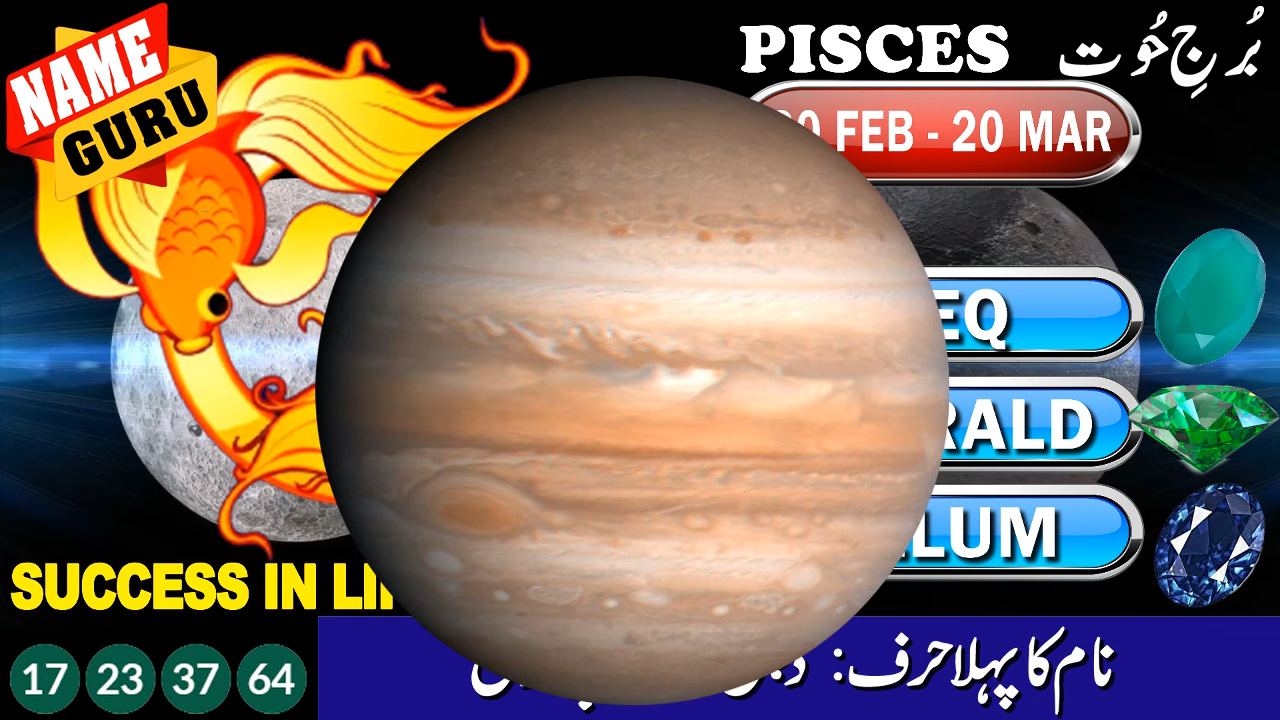 NAME
GURU
PISCES بُرجِ حُوت
20 FEB - 20 MAR
EQ
RALD
LUM
SUCCESS IN LI
17 23 37 64
نام کا پہلا حرف: